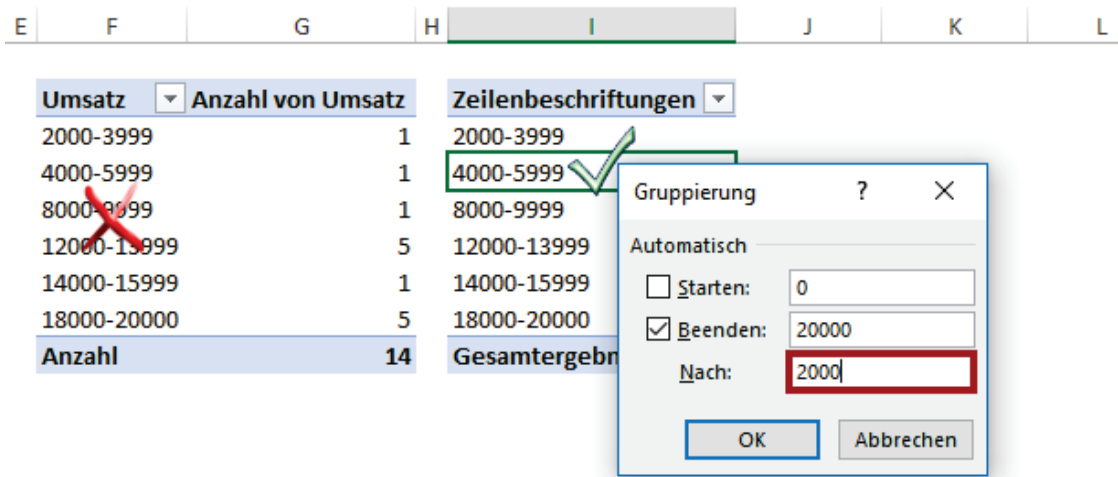 E F G H I J K L
Umsatz Anzahl von Umsatz Zeilenbeschriftungen
2000-3999 1 2000-3999
4000-5999 1 4000-5999
8000-9999 1 8000-9999
12000-13999 5 12000-13999
14000-15999 1 14000-15999
18000-20000 5 18000-20000
Anzahl 14 Gesamtergebn
Gruppierung ?
Automatisch
Starten: 0
Beenden: 20000
Nach: 2000
OK Abbrechen